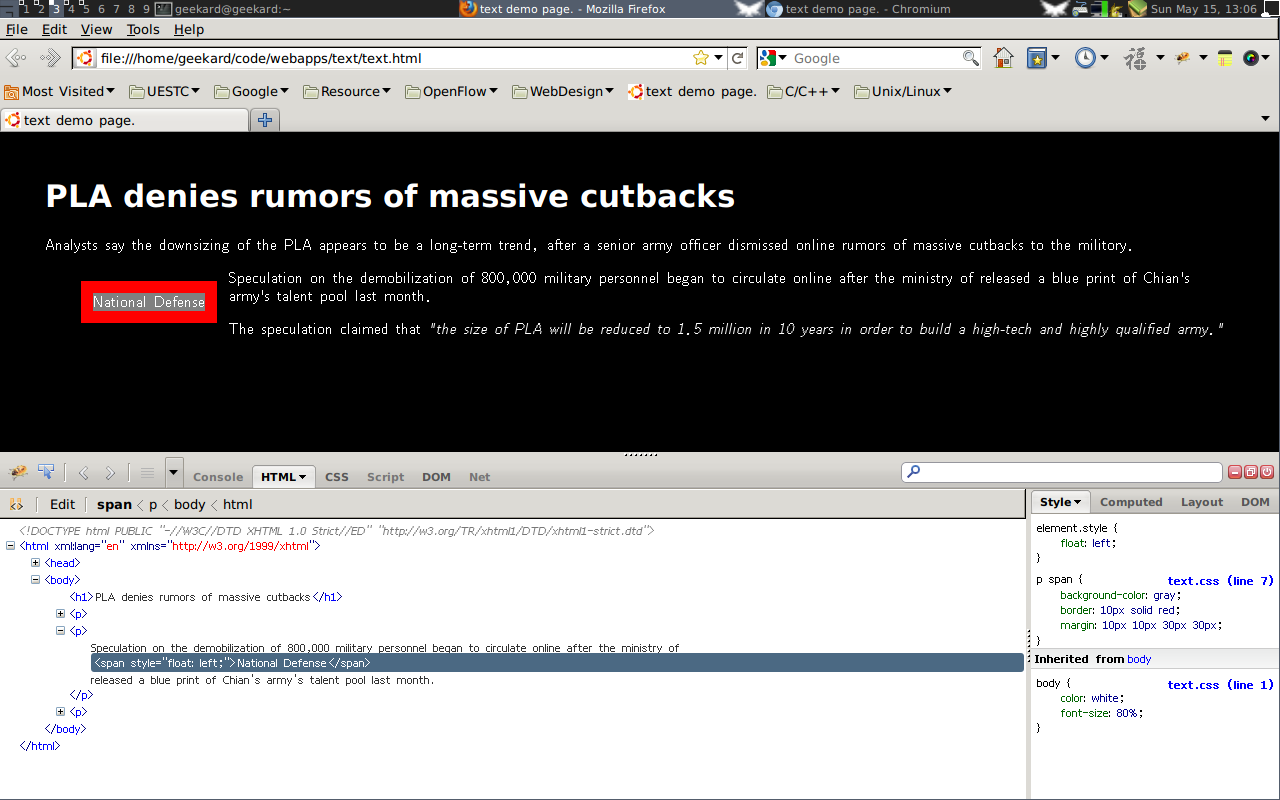 1 2 3 4 5 6 7 8 9 geekard@geekard:~ text demo page. - Mozilla Firefox text demo page. - Chromium Sun May 15, 13:06
File Edit View Tools Help
file:///home/geekard/code/webapps/text/text.html Google 福
Most Visited UESTC Google Resource OpenFlow WebDesign text demo page. C/C++ Unix/Linux
text demo page.
PLA denies rumors of massive cutbacks
Analysts say the downsizing of the PLA appears to be a long-term trend, after a senior army officer dismissed online rumors of massive cutbacks to the military.
Speculation on the demobilization of 800,000 military personnel began to circulate online after the ministry of released a blue print of Chian's
army's talent pool last month.
National Defense
The speculation claimed that "the size of PLA will be reduced to 1.5 million in 10 years in order to build a high-tech and highly qualified army."
Console HTML CSS Script DOM Net
Edit span < p < body < html
<!DOCTYPE html PUBLIC "-//W3C//DTD XHTML 1.0 Strict//ED" "http://w3.org/TR/xhtml1/DTD/xhtml1-strict.dtd">
<html xml:lang="en" xmlns="http://w3.org/1999/xhtml">
<head>
<body>
<h1>PLA denies rumors of massive cutbacks</h1>
<p>
<p>
Speculation on the demobilization of 800,000 military personnel began to circulate online after the ministry of
<span style="float: left;">National Defense</span>
released a blue print of Chian's army's talent pool last month.
</p>
<p>
</body>
</html>
Style Computed Layout DOM
element.style {
float: left;
}
p span { text.css (line 7)
background-color: gray;
border: 10px solid red;
margin: 10px 10px 30px 30px;
}
Inherited from body
body { text.css (line 1)
color: white;
font-size: 80%;
}